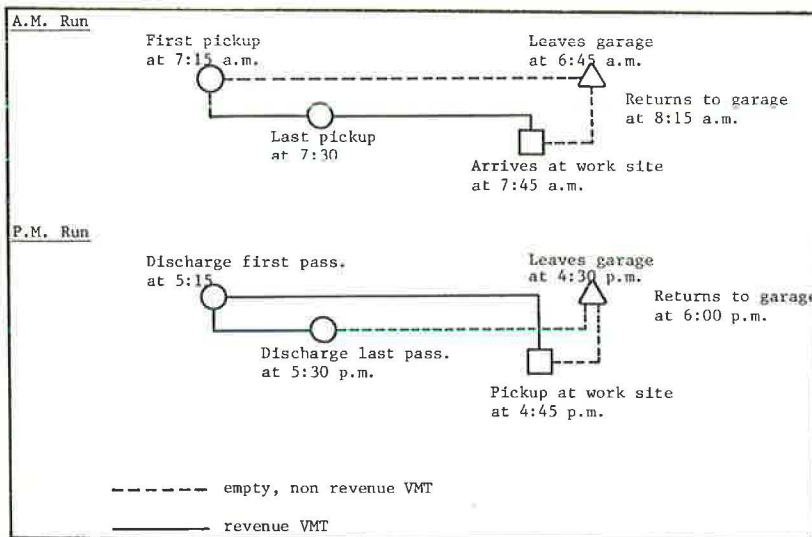 A.M. Run
First pickup
at 7:15 a.m.
Leaves garage
at 6:45 a.m.
Returns to garage
at 8:15 a.m.
Last pickup
at 7:30
Arrives at work site
at 7:45 a.m.
P.M. Run
Discharge first pass.
at 5:15
Leaves garage
at 4:30 p.m.
Returns to garage
at 6:00 p.m.
Discharge last pass.
at 5:30 p.m.
Pickup at work site
at 4:45 p.m.
empty, non revenue VMT
revenue VMT